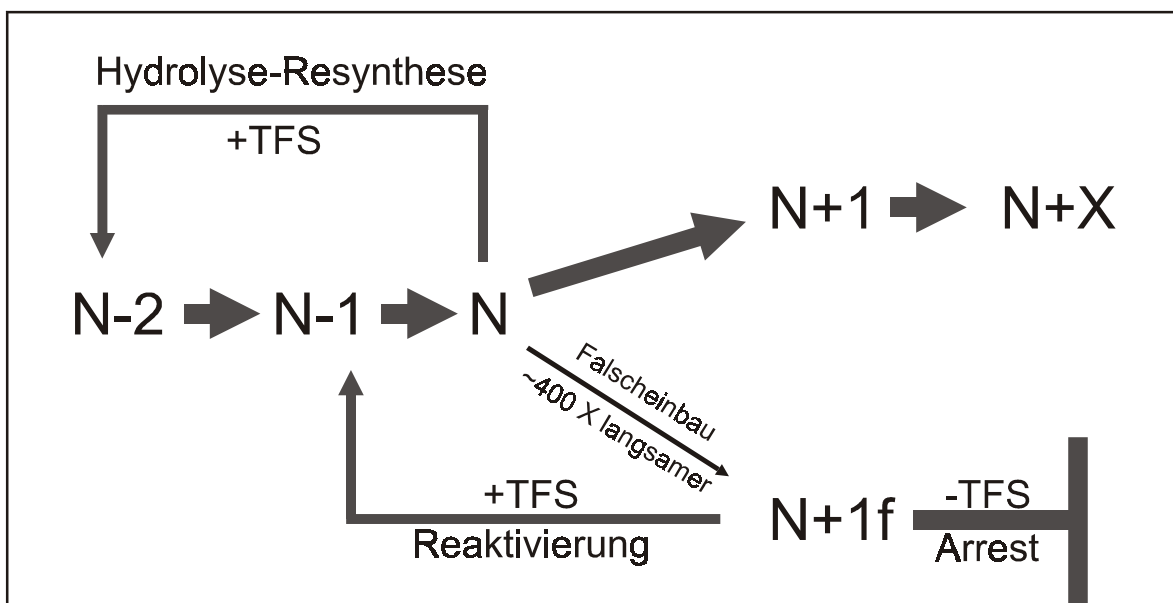 Hydrolyse-Resynthese
+TFS
N+1
N+X
N-2
N-1
N
Falscheinbau
~400 X langsamer
+TFS
Reaktivierung
N+1f
-TFS
Arrest